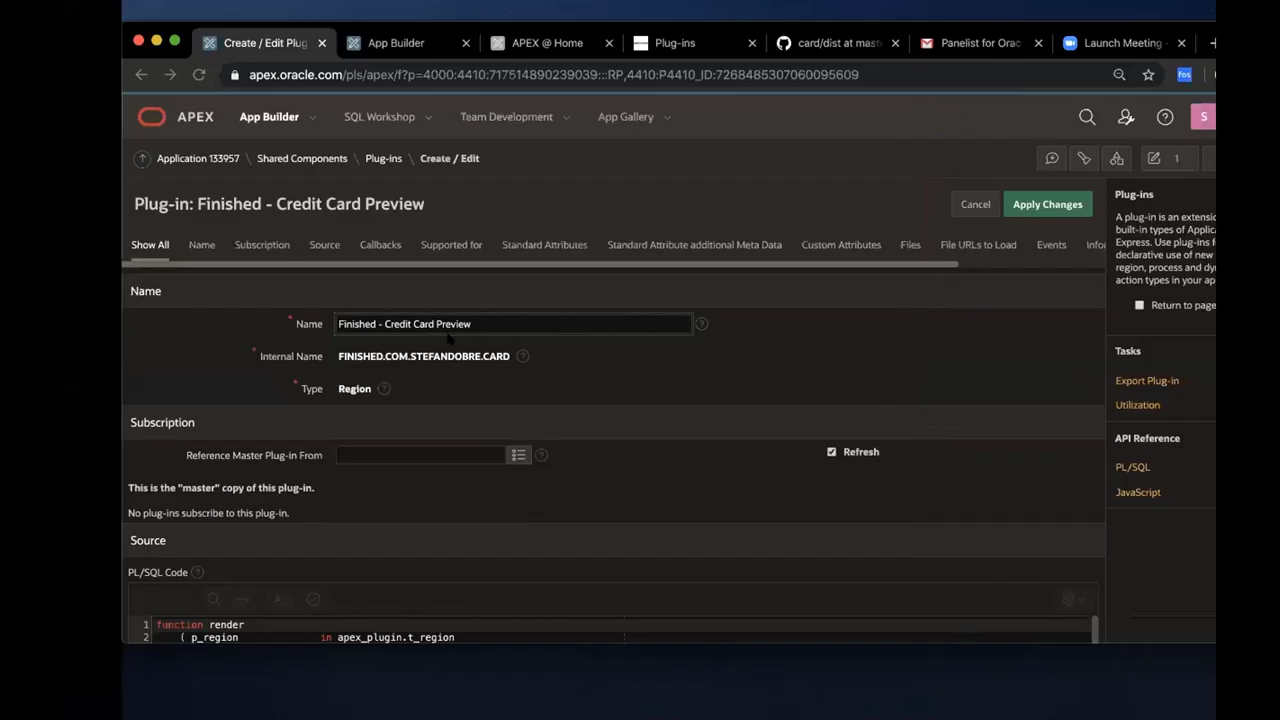 Create / Edit Plug
App Builder
APEX @ Home
Plug-ins
card/dist at mast
Panelist for Orac
Launch Meeting -
apex.oracle.com/pls/apex/f?p=4000:4410:717514890239039:::RP,4410:P4410_ID:7268485307060095609
fos
APEX
App Builder
SQL Workshop
Team Development
App Gallery
S
Application 133957 \ Shared Components \ Plug-ins \ Create / Edit
1
Plug-in: Finished - Credit Card Preview
Cancel
Apply Changes
Show All
Name
Subscription
Source
Callbacks
Supported for
Standard Attributes
Standard Attribute additional Meta Data
Custom Attributes
Files
File URLs to Load
Events
Infor
Name
* Name
Finished - Credit Card Preview
* Internal Name
FINISHED.COM.STEFANDOBRE.CARD
* Type
Region
Subscription
Reference Master Plug-in From
Refresh
This is the "master" copy of this plug-in.
No plug-ins subscribe to this plug-in.
Source
PL/SQL Code
1 function render
2 ( p_region in apex_plugin.t_region
Plug-ins
A plug-in is an extensio
built-in types of Applica
Express. Use plug-ins f
declarative use of new
region, process and dyn
action types in your ap
Return to page
Tasks
Export Plug-in
Utilization
API Reference
PL/SQL
JavaScript